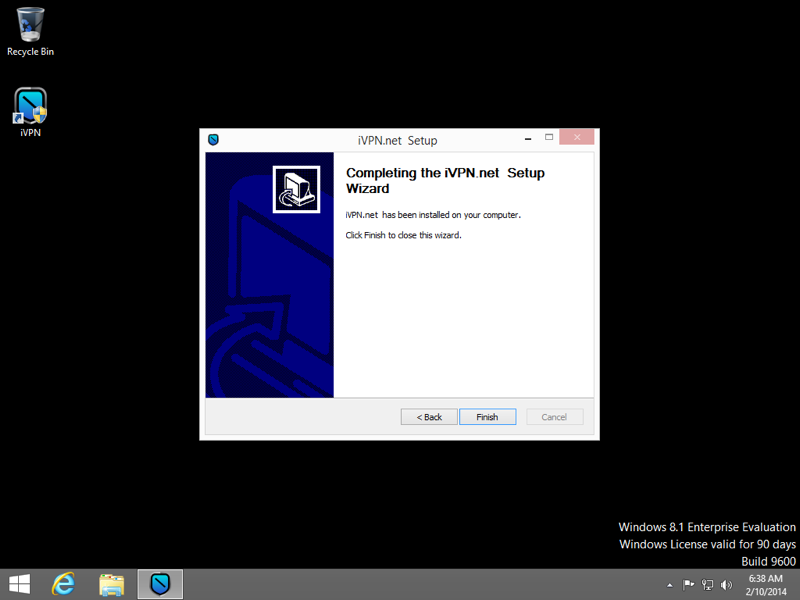 Recycle Bin
iVPN
iVPN.net  Setup
Completing the iVPN.net  Setup
Wizard
iVPN.net  has been installed on your computer.
Click Finish to close this wizard.
< Back
Finish
Cancel
Windows 8.1 Enterprise Evaluation
Windows License valid for 90 days
Build 9600
6:38 AM
2/10/2014